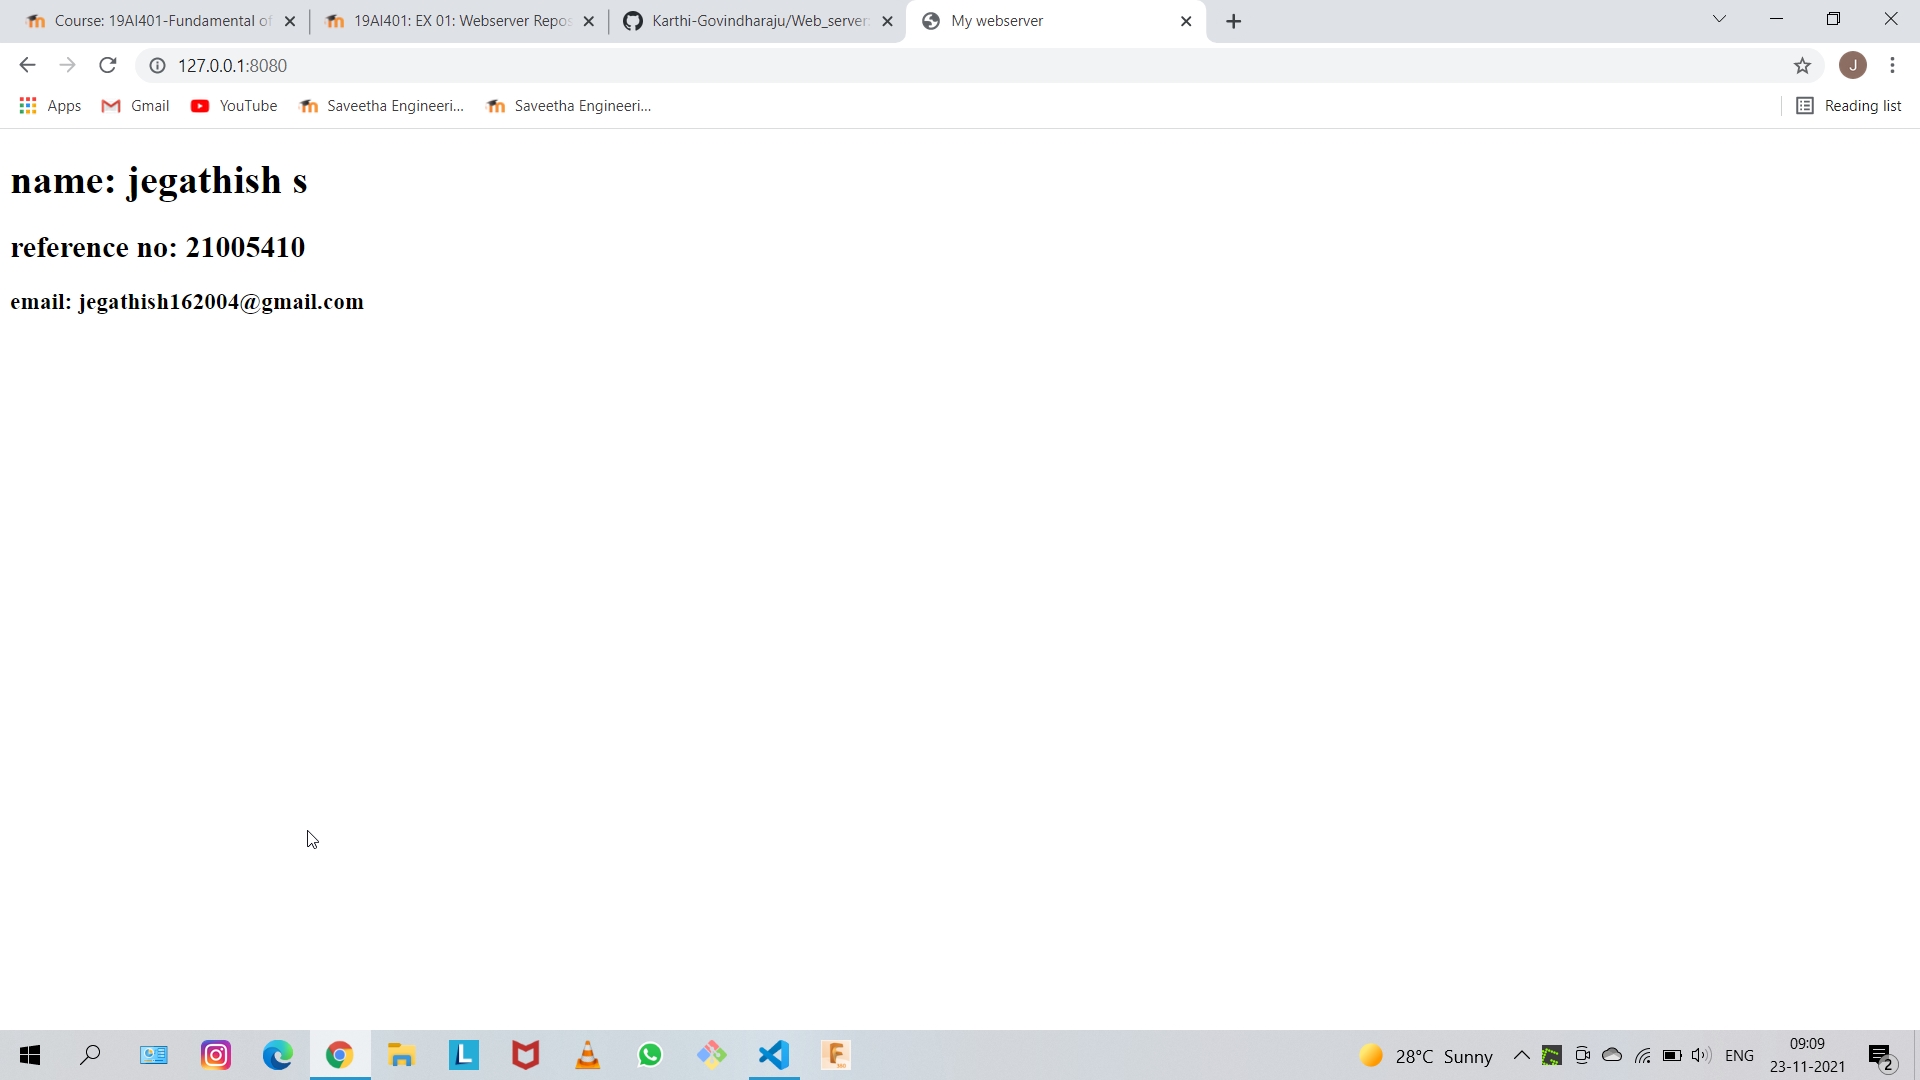 Course: 19AI401-Fundamental of
19AI401: EX 01: Webserver Repos
Karthi-Govindharaju/Web_server:
My webserver
127.0.0.1:8080
J
Apps
Gmail
YouTube
Saveetha Engineeri...
Saveetha Engineeri...
Reading list
name: jegathish s
reference no: 21005410
email: jegathish162004@gmail.com
28°C Sunny
ENG
09:09
23-11-2021
2